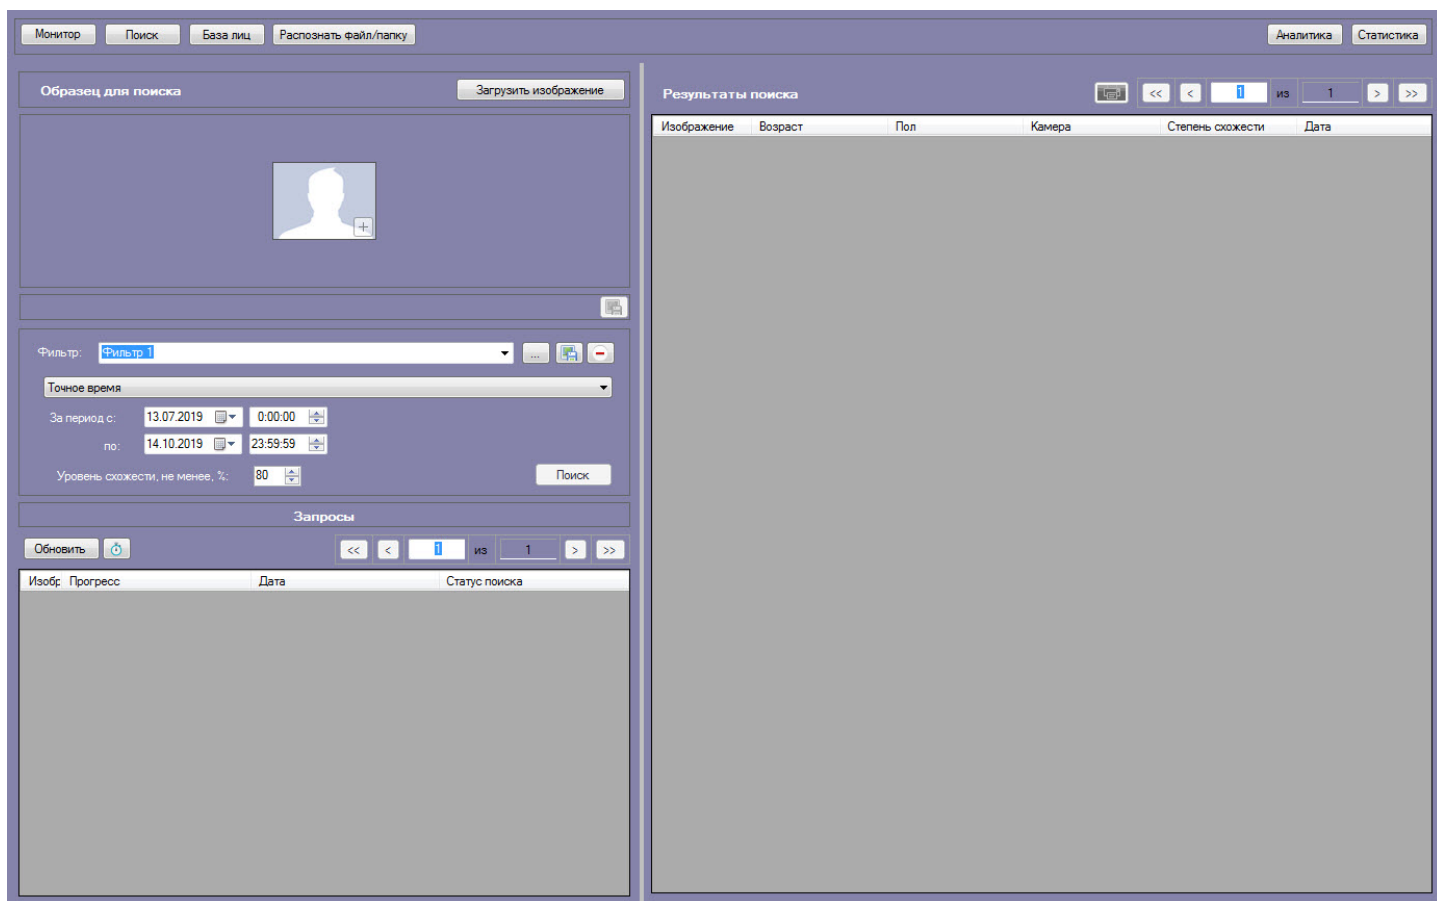 Монитор Поиск База лиц Распознать файл/папку Аналитика Статистика
Образец для поиска Загрузить изображение
Фильтр: Фильтр 1 ...
Точное время
За период с: 13.07.2019 0:00:00
по: 14.10.2019 23:59:59
Уровень схожести, не менее, %: 80 Поиск
Запросы
Обновить << < 1 из 1 > >>
Изобр Прогресс Дата Статус поиска
Результаты поиска << < 1 из 1 > >>
Изображение Возраст Пол Камера Степень схожести Дата